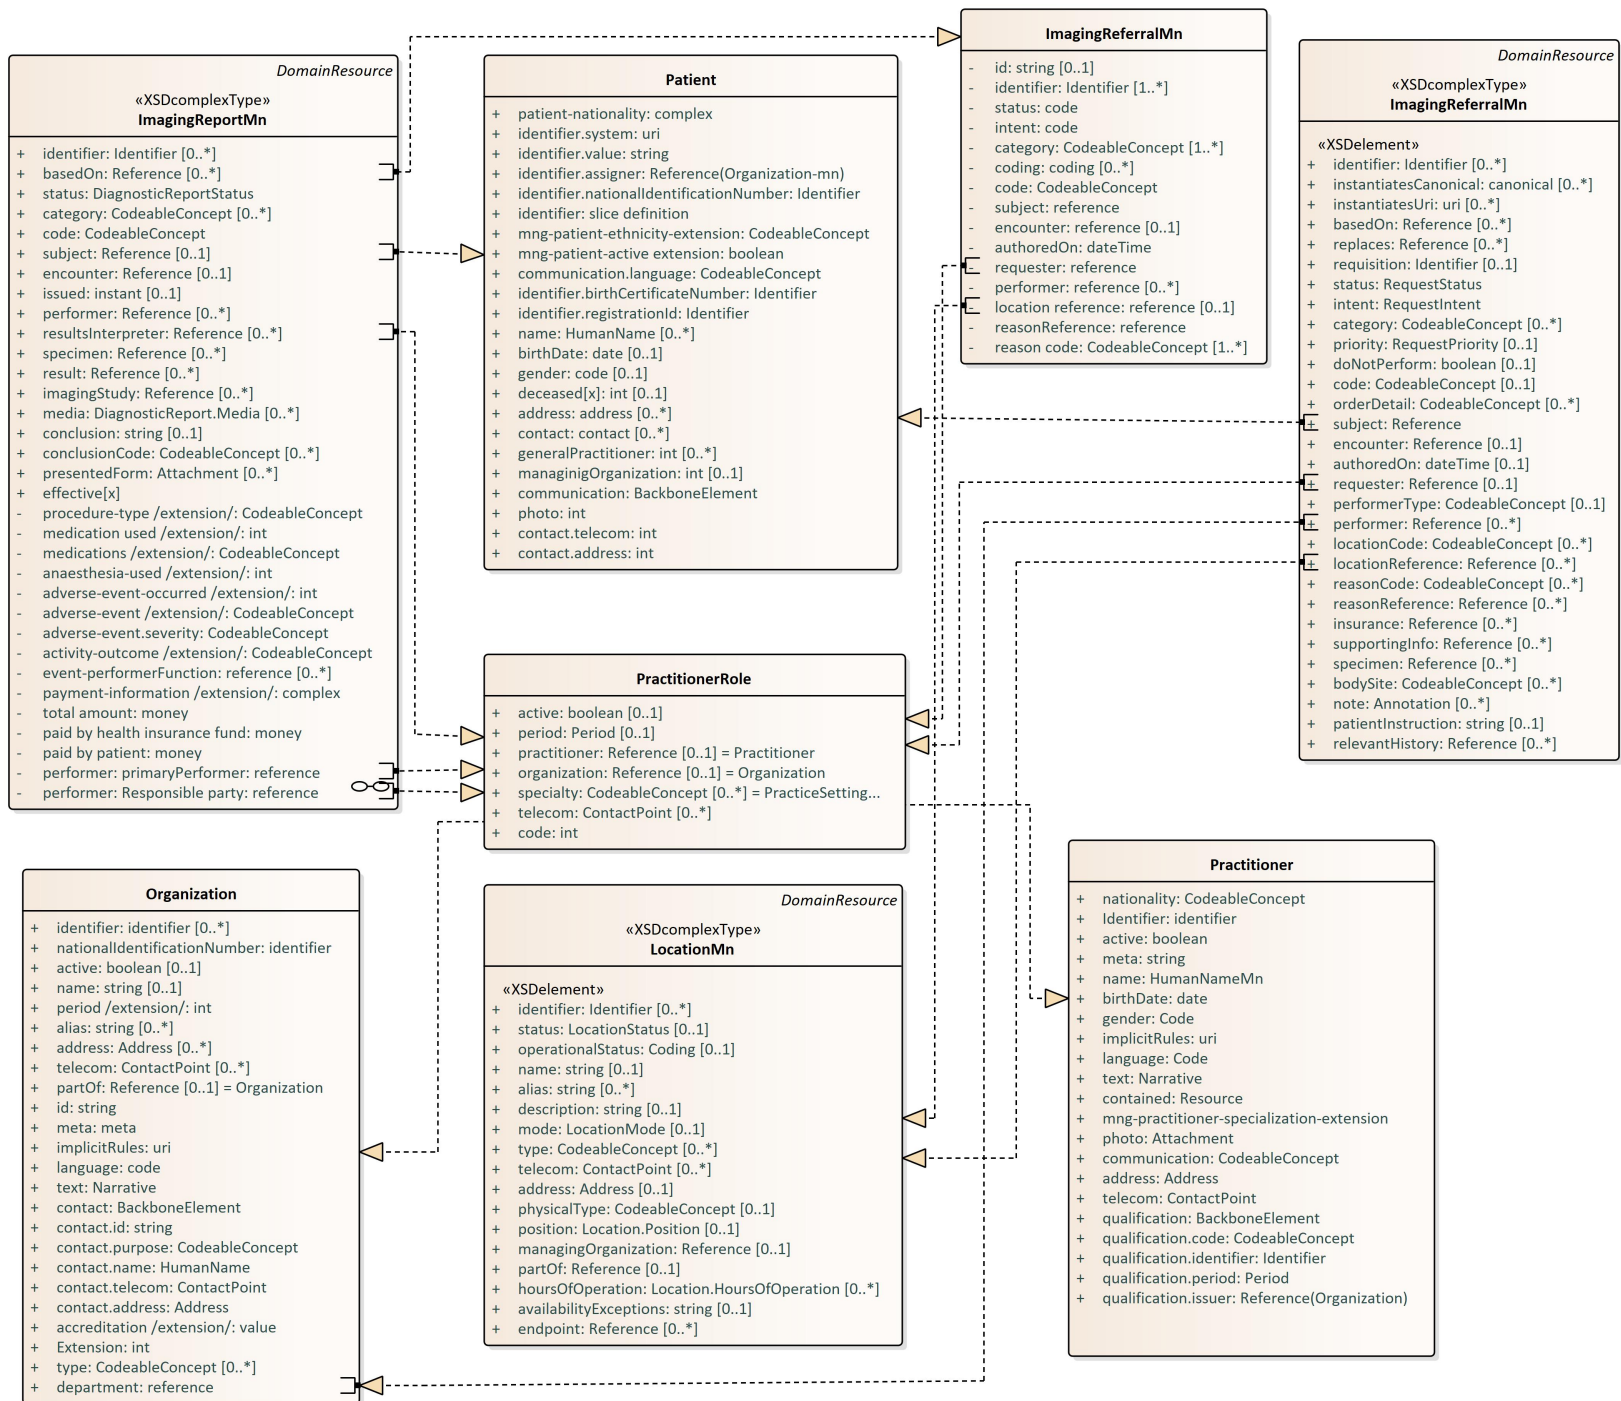 DomainResource
«XSDcomplexType»
ImagingReportMn
+ identifier: Identifier [0..*]
+ basedOn: Reference [0..*]
+ status: DiagnosticReportStatus
+ category: CodeableConcept [0..*]
+ code: CodeableConcept
+ subject: Reference [0..1]
+ encounter: Reference [0..1]
+ issued: instant [0..1]
+ performer: Reference [0..*]
+ resultsInterpreter: Reference [0..*]
+ specimen: Reference [0..*]
+ result: Reference [0..*]
+ imagingStudy: Reference [0..*]
+ media: DiagnosticReport.Media [0..*]
+ conclusion: string [0..1]
+ conclusionCode: CodeableConcept [0..*]
+ presentedForm: Attachment [0..*]
+ effective[x]
- procedure-type /extension/: CodeableConcept
- medication used /extension/: int
- medications /extension/: CodeableConcept
- anaesthesia-used /extension/: int
- adverse-event-occurred /extension/: int
- adverse-event /extension/: CodeableConcept
- adverse-event.severity: CodeableConcept
- activity-outcome /extension/: CodeableConcept
- event-performerFunction: reference [0..*]
- payment-information /extension/: complex
- total amount: money
- paid by health insurance fund: money
- paid by patient: money
- performer: primaryPerformer: reference
- performer: Responsible party: reference
Patient
+ patient-nationality: complex
+ identifier.system: uri
+ identifier.value: string
+ identifier.assigner: Reference(Organization-mn)
+ identifier.nationalIdentificationNumber: Identifier
+ identifier: slice definition
+ mng-patient-ethnicity-extension: CodeableConcept
+ mng-patient-active extension: boolean
+ communication.language: CodeableConcept
+ identifier.birthCertificateNumber: Identifier
+ identifier.registrationId: Identifier
+ name: HumanName [0..*]
+ birthDate: date [0..1]
+ gender: code [0..1]
+ deceased[x]: int [0..1]
+ address: address [0..*]
+ contact: contact [0..*]
+ generalPractitioner: int [0..*]
+ managinigOrganization: int [0..1]
+ communication: BackboneElement
+ photo: int
+ contact.telecom: int
+ contact.address: int
ImagingReferralMn
- id: string [0..1]
- identifier: Identifier [1..*]
- status: code
- intent: code
- category: CodeableConcept [1..*]
- coding: coding [0..*]
- code: CodeableConcept
- subject: reference
- encounter: reference [0..1]
- authoredOn: dateTime
- requester: reference
- performer: reference [0..*]
- location reference: reference [0..1]
- reasonReference: reference
- reason code: CodeableConcept [1..*]
DomainResource
«XSDcomplexType»
ImagingReferralMn
«XSDelement»
+ identifier: Identifier [0..*]
+ instantiatesCanonical: canonical [0..*]
+ instantiatesUri: uri [0..*]
+ basedOn: Reference [0..*]
+ replaces: Reference [0..*]
+ requisition: Identifier [0..1]
+ status: RequestStatus
+ intent: RequestIntent
+ category: CodeableConcept [0..*]
+ priority: RequestPriority [0..1]
+ doNotPerform: boolean [0..1]
+ code: CodeableConcept [0..1]
+ orderDetail: CodeableConcept [0..*]
+ subject: Reference
+ encounter: Reference [0..1]
+ authoredOn: dateTime [0..1]
+ requester: Reference [0..1]
+ performerType: CodeableConcept [0..1]
+ performer: Reference [0..*]
+ locationCode: CodeableConcept [0..*]
+ locationReference: Reference [0..*]
+ reasonCode: CodeableConcept [0..*]
+ reasonReference: Reference [0..*]
+ insurance: Reference [0..*]
+ supportingInfo: Reference [0..*]
+ specimen: Reference [0..*]
+ bodySite: CodeableConcept [0..*]
+ note: Annotation [0..*]
+ patientInstruction: string [0..1]
+ relevantHistory: Reference [0..*]
PractitionerRole
+ active: boolean [0..1]
+ period: Period [0..1]
+ practitioner: Reference [0..1] = Practitioner
+ organization: Reference [0..1] = Organization
+ specialty: CodeableConcept [0..*] = PracticeSetting...
+ telecom: ContactPoint [0..*]
+ code: int
Organization
+ identifier: identifier [0..*]
+ nationalIdentificationNumber: identifier
+ active: boolean [0..1]
+ name: string [0..1]
+ period /extension/: int
+ alias: string [0..*]
+ address: Address [0..*]
+ telecom: ContactPoint [0..*]
+ partOf: Reference [0..1] = Organization
+ id: string
+ meta: meta
+ implicitRules: uri
+ language: code
+ text: Narrative
+ contact: BackboneElement
+ contact.id: string
+ contact.purpose: CodeableConcept
+ contact.name: HumanName
+ contact.telecom: ContactPoint
+ contact.address: Address
+ accreditation /extension/: value
+ Extension: int
+ type: CodeableConcept [0..*]
+ department: reference
DomainResource
«XSDcomplexType»
LocationMn
«XSDelement»
+ identifier: Identifier [0..*]
+ status: LocationStatus [0..1]
+ operationalStatus: Coding [0..1]
+ name: string [0..1]
+ alias: string [0..*]
+ description: string [0..1]
+ mode: LocationMode [0..1]
+ type: CodeableConcept [0..*]
+ telecom: ContactPoint [0..*]
+ address: Address [0..1]
+ physicalType: CodeableConcept [0..1]
+ position: Location.Position [0..1]
+ managingOrganization: Reference [0..1]
+ partOf: Reference [0..1]
+ hoursOfOperation: Location.HoursOfOperation [0..*]
+ availabilityExceptions: string [0..1]
+ endpoint: Reference [0..*]
Practitioner
+ nationality: CodeableConcept
+ Identifier: identifier
+ active: boolean
+ meta: string
+ name: HumanNameMn
+ birthDate: date
+ gender: Code
+ implicitRules: uri
+ language: Code
+ text: Narrative
+ contained: Resource
+ mng-practitioner-specialization-extension
+ photo: Attachment
+ communication: CodeableConcept
+ address: Address
+ telecom: ContactPoint
+ qualification: BackboneElement
+ qualification.code: CodeableConcept
+ qualification.identifier: Identifier
+ qualification.period: Period
+ qualification.issuer: Reference(Organization)